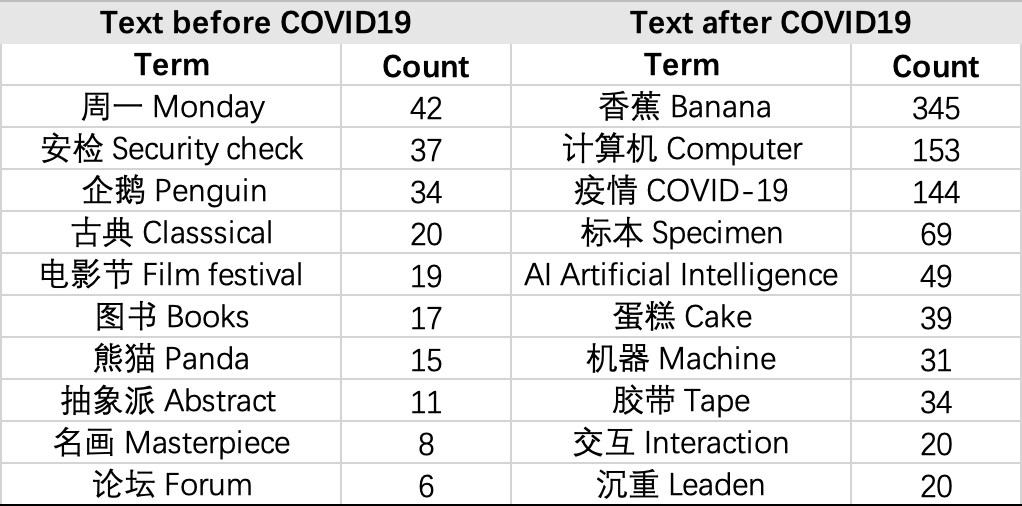 Text before COVID19 Text after COVID19
Term Count Term Count
周一 Monday 42 香蕉 Banana 345
安检 Security check 37 计算机 Computer 153
企鹅 Penguin 34 疫情 COVID-19 144
古典 Classsical 20 标本 Specimen 69
电影节 Film festival 19 AI Artificial Intelligence 49
图书 Books 17 蛋糕 Cake 39
熊猫 Panda 15 机器 Machine 31
抽象派 Abstract 11 胶带 Tape 34
名画 Masterpiece 8 交互 Interaction 20
论坛 Forum 6 沉重 Leaden 20